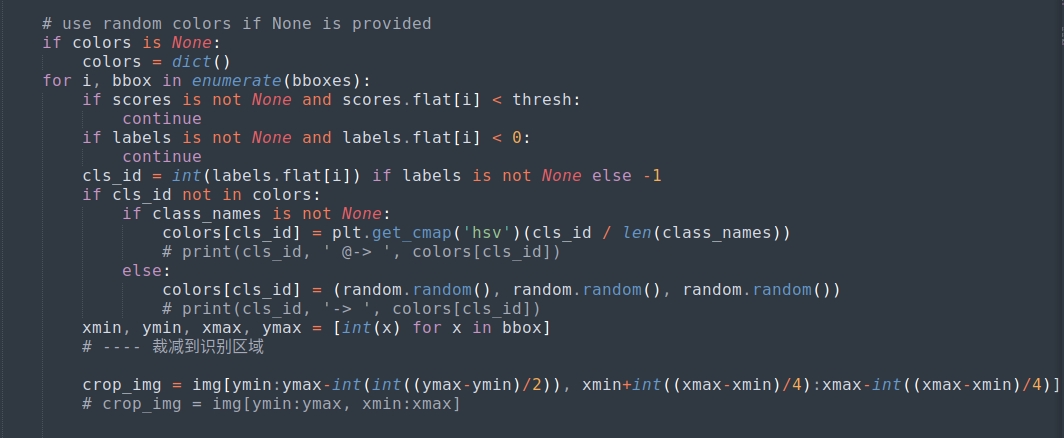 # use random colors if None is provided
if colors is None:
    colors = dict()
for i, bbox in enumerate(bboxes):
    if scores is not None and scores.flat[i] < thresh:
        continue
    if labels is not None and labels.flat[i] < 0:
        continue
    cls_id = int(labels.flat[i]) if labels is not None else -1
    if cls_id not in colors:
        if class_names is not None:
            colors[cls_id] = plt.get_cmap('hsv')(cls_id / len(class_names))
            # print(cls_id, ' @-> ', colors[cls_id])
        else:
            colors[cls_id] = (random.random(), random.random(), random.random())
            # print(cls_id, '-> ', colors[cls_id])
    xmin, ymin, xmax, ymax = [int(x) for x in bbox]
    # ---- 裁减到识别区域
    crop_img = img[ymin:ymax-int(int((ymax-ymin)/2)), xmin+int((xmax-xmin)/4):xmax-int((xmax-xmin)/4)]
    # crop_img = img[ymin:ymax, xmin:xmax]